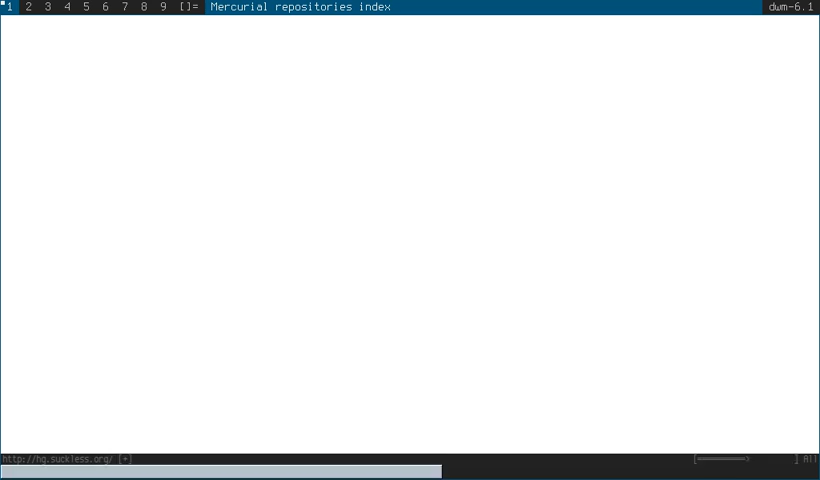 1 2 3 4 5 6 7 8 9 []= Mercurial repositories index dwm-6.1
http://hg.suckless.org/ [+] [==========> ] All